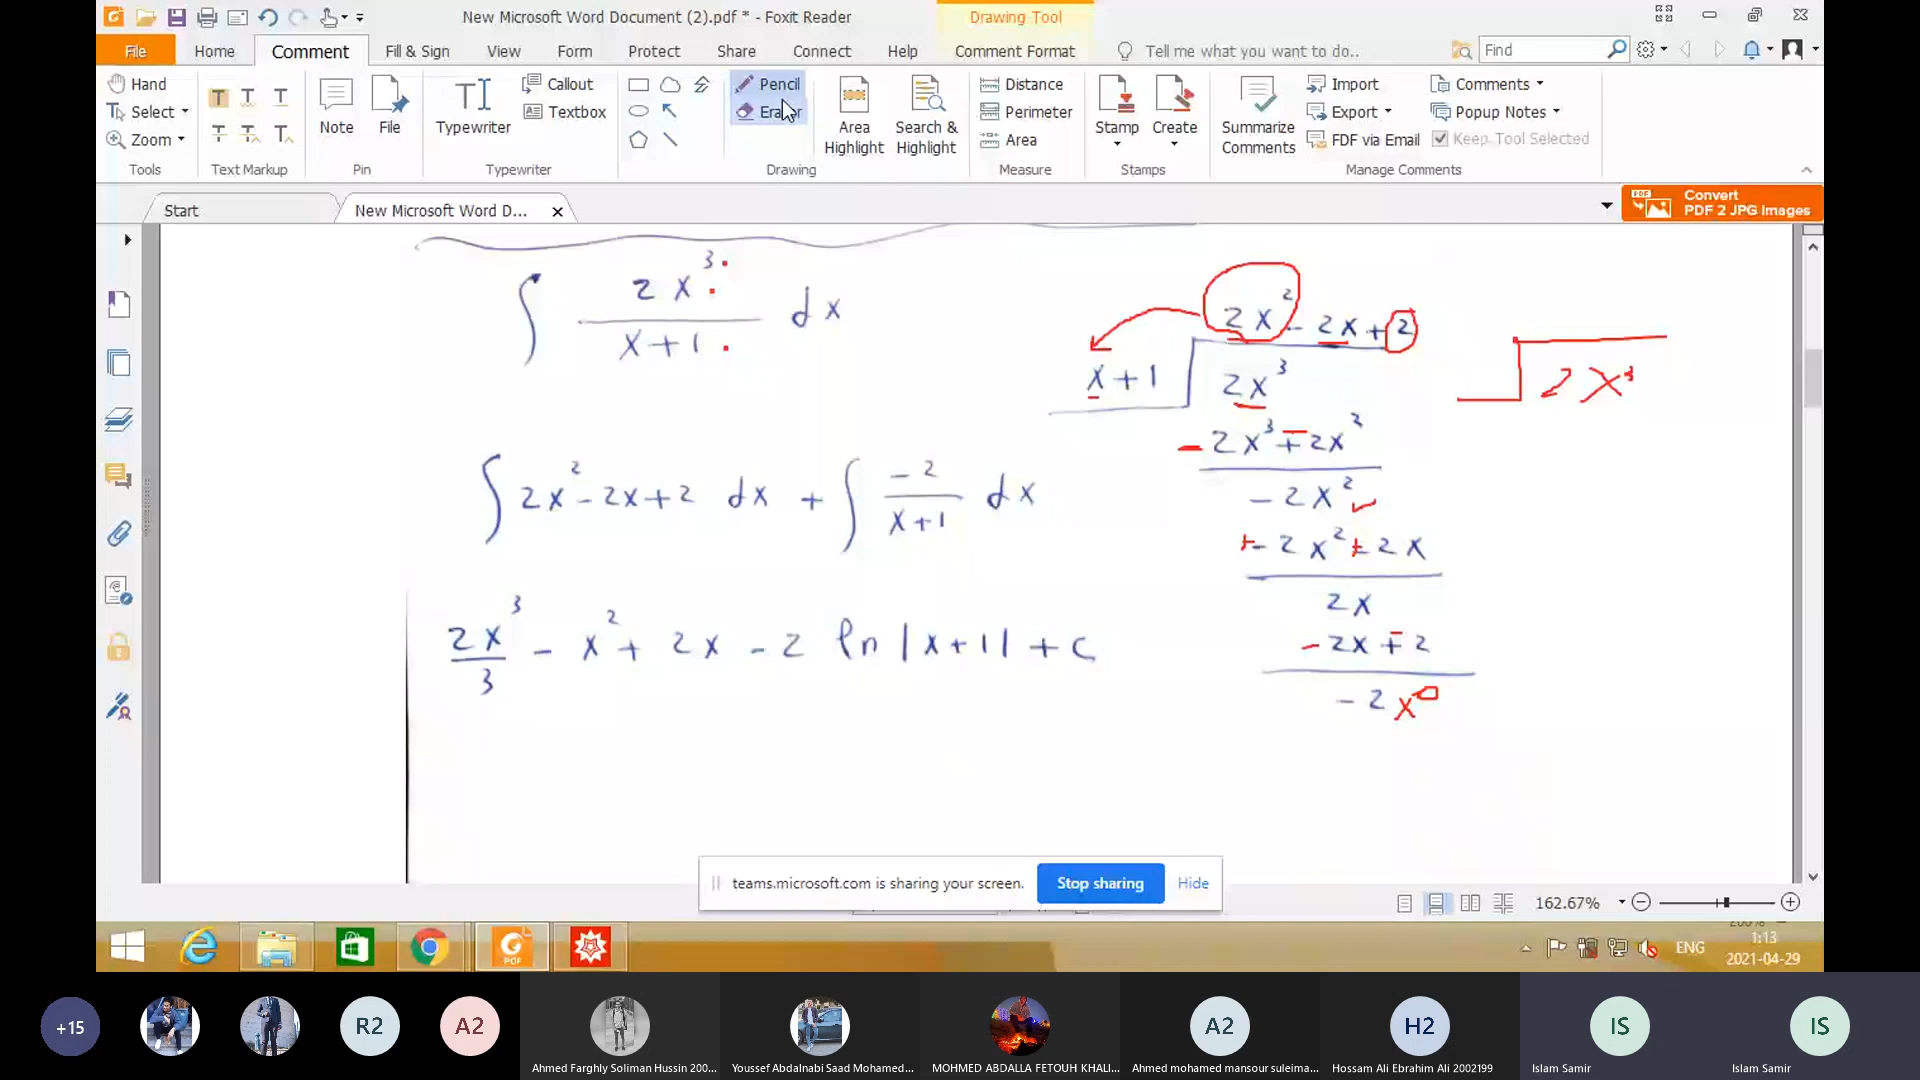 New Microsoft Word Document (2).pdf * - Foxit Reader
Drawing Tool
File Home Comment Fill & Sign View Form Protect Share Connect Help Comment Format Tell me what you want to do.. Find
Hand
Select
Zoom
Tools
Text Markup
Note
File
Pin
Typewriter
Callout
Textbox
Typewriter
Pencil
Eraser
Area Highlight
Search & Highlight
Drawing
Distance
Perimeter
Area
Measure
Stamp
Create
Stamps
Summarize Comments
Import
Export
FDF via Email
Comments
Popup Notes
Keep Tool Selected
Manage Comments
Start
New Microsoft Word D...
PDF
Convert
PDF 2 JPG Images
∫ 2x³ / (x+1) dx
2x² - 2x + 2
x + 1
2x³
2x³
- 2x³ ∓ 2x²
- 2x²
+- 2x² ± 2x
2x
- 2x ∓ 2
- 2 x⁰
∫ 2x² - 2x + 2 dx + ∫ -2 / (x+1) dx
2x³/3 - x² + 2x - 2 ln |x+1| + c
teams.microsoft.com is sharing your screen. Stop sharing Hide
162.67%
PDF
ENG
1:13
2021-04-29
+15
R2
A2
A2
H2
IS
IS
Ahmed Farghly Soliman Hussin 200...
Youssef Abdalnabi Saad Mohamed...
MOHMED ABDALLA FETOUH KHALI...
Ahmed mohamed mansour suleima...
Hossam Ali Ebrahim Ali 2002199
Islam Samir
Islam Samir